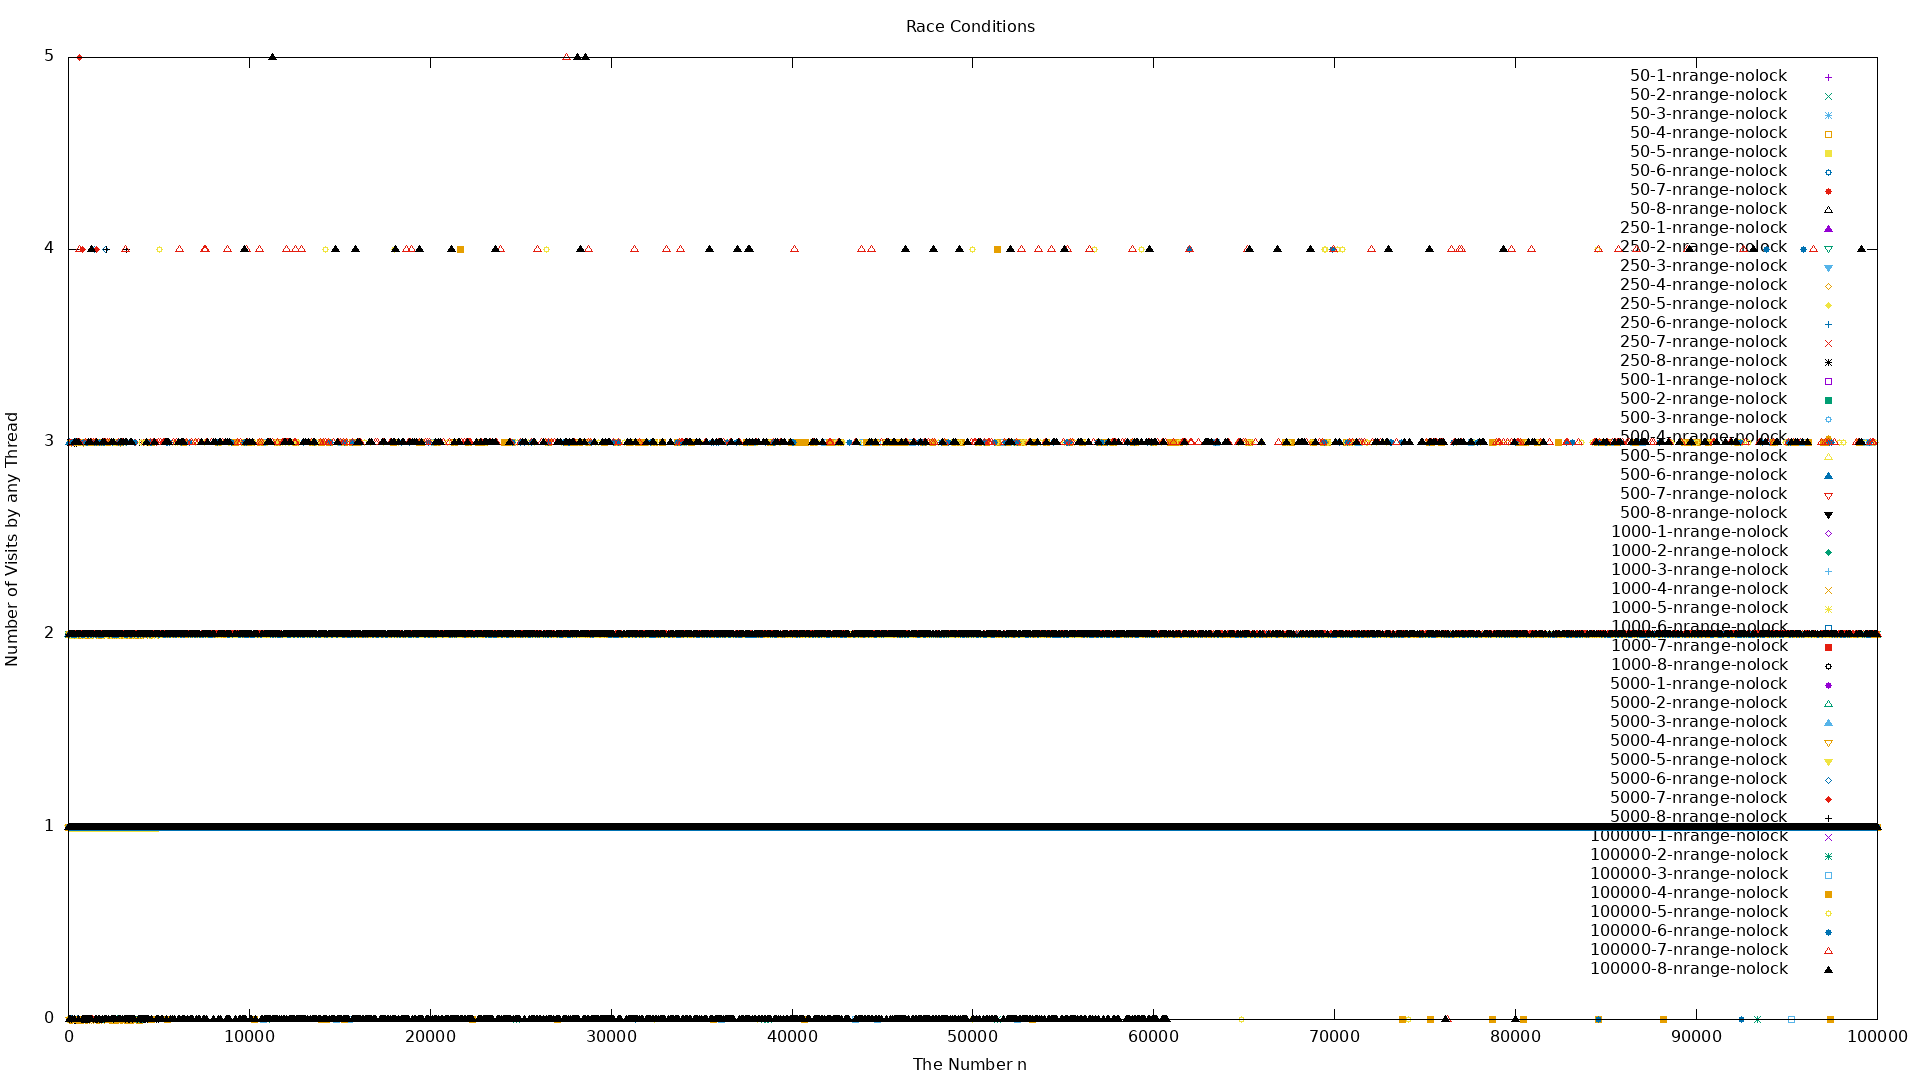 Race Conditions
5
4
3
2
1
0
Number of Visits by any Thread
50-1-nrange-nolock
50-2-nrange-nolock
50-3-nrange-nolock
50-4-nrange-nolock
50-5-nrange-nolock
50-6-nrange-nolock
50-7-nrange-nolock
50-8-nrange-nolock
250-1-nrange-nolock
250-2-nrange-nolock
250-3-nrange-nolock
250-4-nrange-nolock
250-5-nrange-nolock
250-6-nrange-nolock
250-7-nrange-nolock
250-8-nrange-nolock
500-1-nrange-nolock
500-2-nrange-nolock
500-3-nrange-nolock
500-4-nrange-nolock
500-5-nrange-nolock
500-6-nrange-nolock
500-7-nrange-nolock
500-8-nrange-nolock
1000-1-nrange-nolock
1000-2-nrange-nolock
1000-3-nrange-nolock
1000-4-nrange-nolock
1000-5-nrange-nolock
1000-6-nrange-nolock
1000-7-nrange-nolock
1000-8-nrange-nolock
5000-1-nrange-nolock
5000-2-nrange-nolock
5000-3-nrange-nolock
5000-4-nrange-nolock
5000-5-nrange-nolock
5000-6-nrange-nolock
5000-7-nrange-nolock
5000-8-nrange-nolock
100000-1-nrange-nolock
100000-2-nrange-nolock
100000-3-nrange-nolock
100000-4-nrange-nolock
100000-5-nrange-nolock
100000-6-nrange-nolock
100000-7-nrange-nolock
100000-8-nrange-nolock
0 10000 20000 30000 40000 50000 60000 70000 80000 90000 100000
The Number n